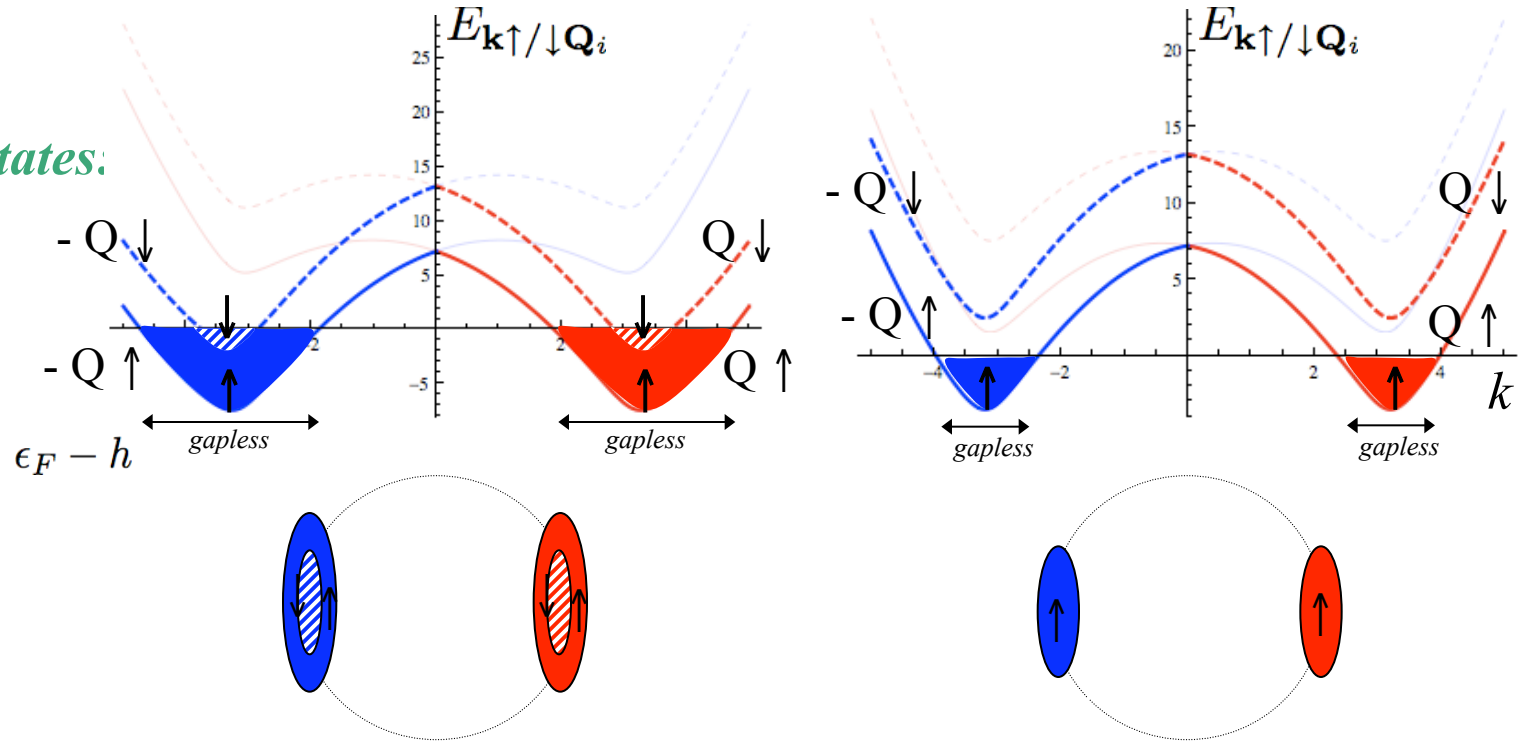 E_{k↑/↓Q_i}
25
20
15
10
5
-5
2
2
tates:
- Q ↓
Q ↓
- Q ↑
Q ↑
gapless
gapless
ϵ_F − h
E_{k↑/↓Q_i}
20
15
10
5
-4
-2
2
4
- Q ↓
Q ↓
- Q ↑
Q ↑
k
gapless
gapless